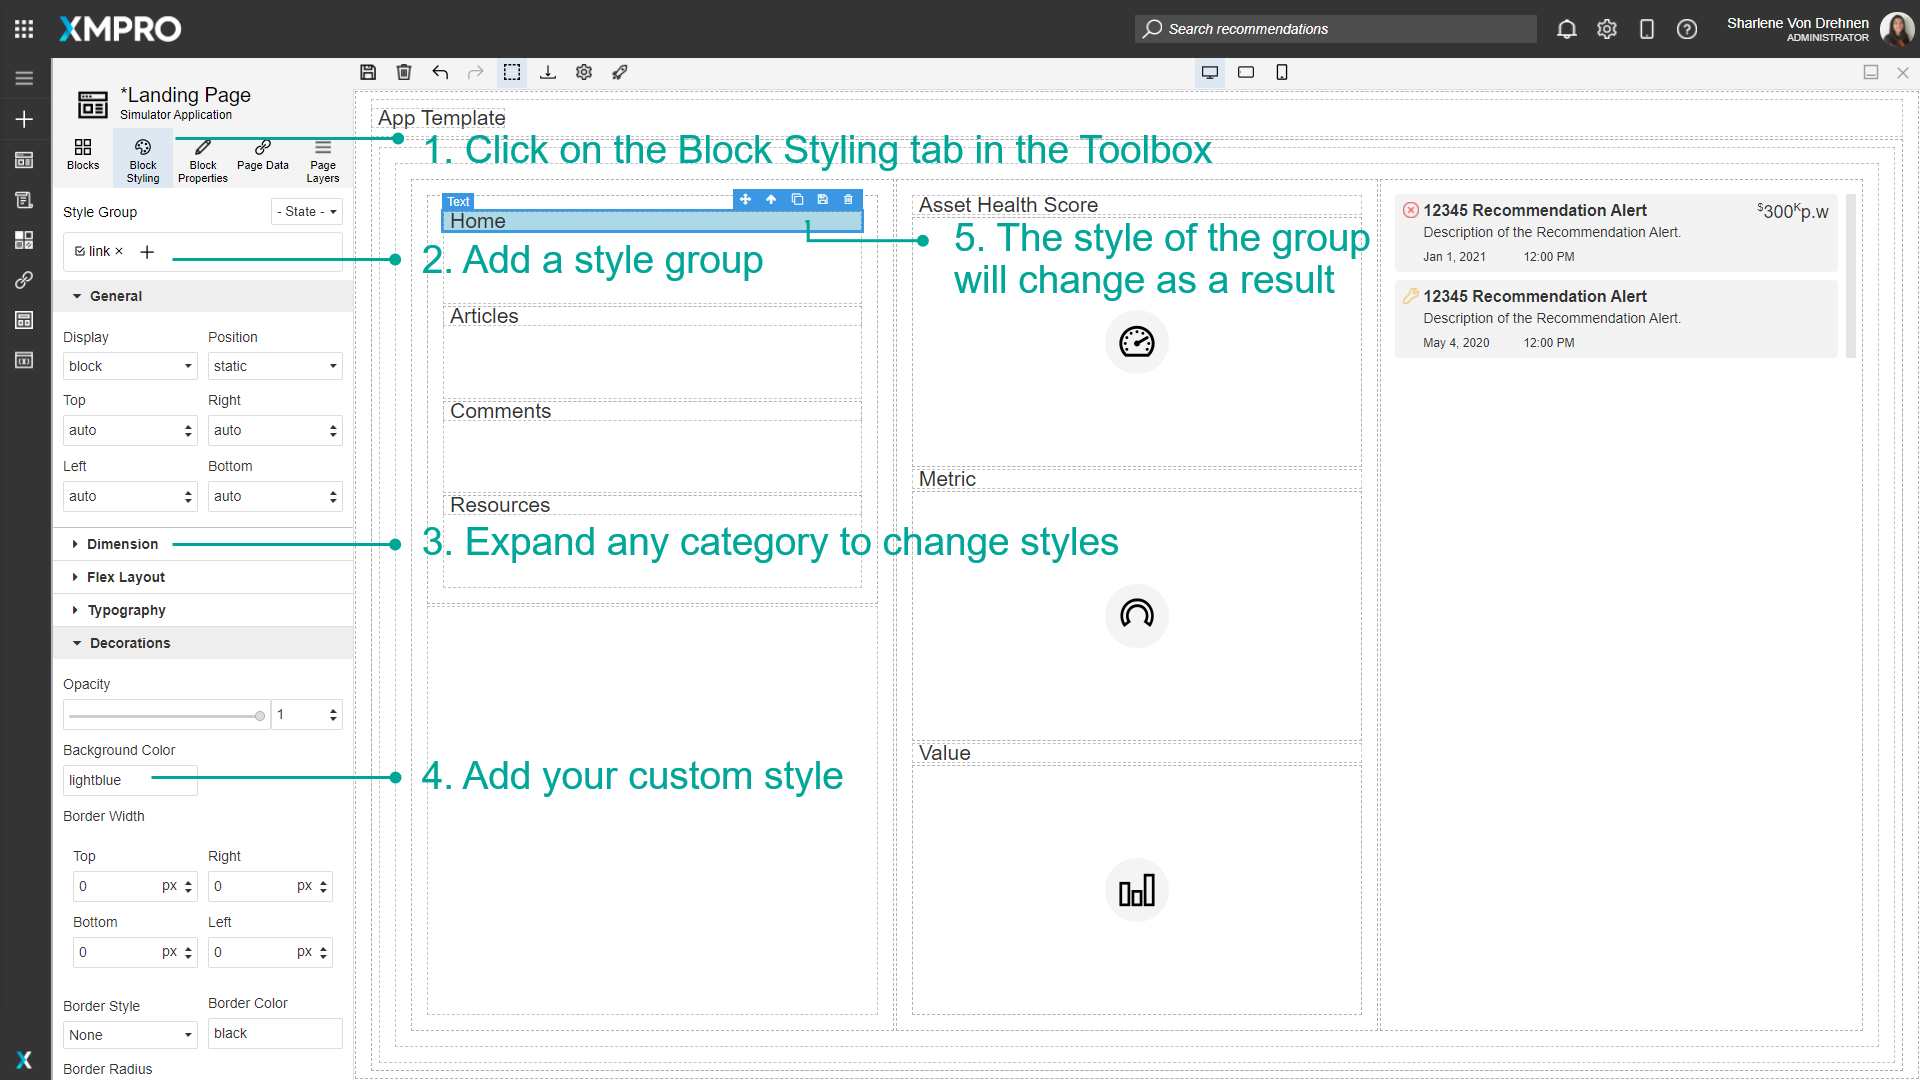 XMPRO
Search recommendations
Sharlene Von Drehnen
ADMINISTRATOR
*Landing Page
Simulator Application
Blocks
Block Styling
Block Properties
Page Data
Page Layers
Style Group
- State -
link ×
General
Display
Position
block
static
Top
Right
auto
auto
Left
Bottom
auto
auto
Dimension
Flex Layout
Typography
Decorations
Opacity
1
Background Color
lightblue
Border Width
Top
Right
0 px
0 px
Bottom
Left
0 px
0 px
Border Style
Border Color
None
black
Border Radius
App Template
1. Click on the Block Styling tab in the Toolbox
Text
Home
2. Add a style group
Articles
Comments
Resources
3. Expand any category to change styles
4. Add your custom style
Asset Health Score
5. The style of the group
will change as a result
Metric
Value
12345 Recommendation Alert
$300Kp.w
Description of the Recommendation Alert.
Jan 1, 2021 12:00 PM
12345 Recommendation Alert
Description of the Recommendation Alert.
May 4, 2020 12:00 PM
X